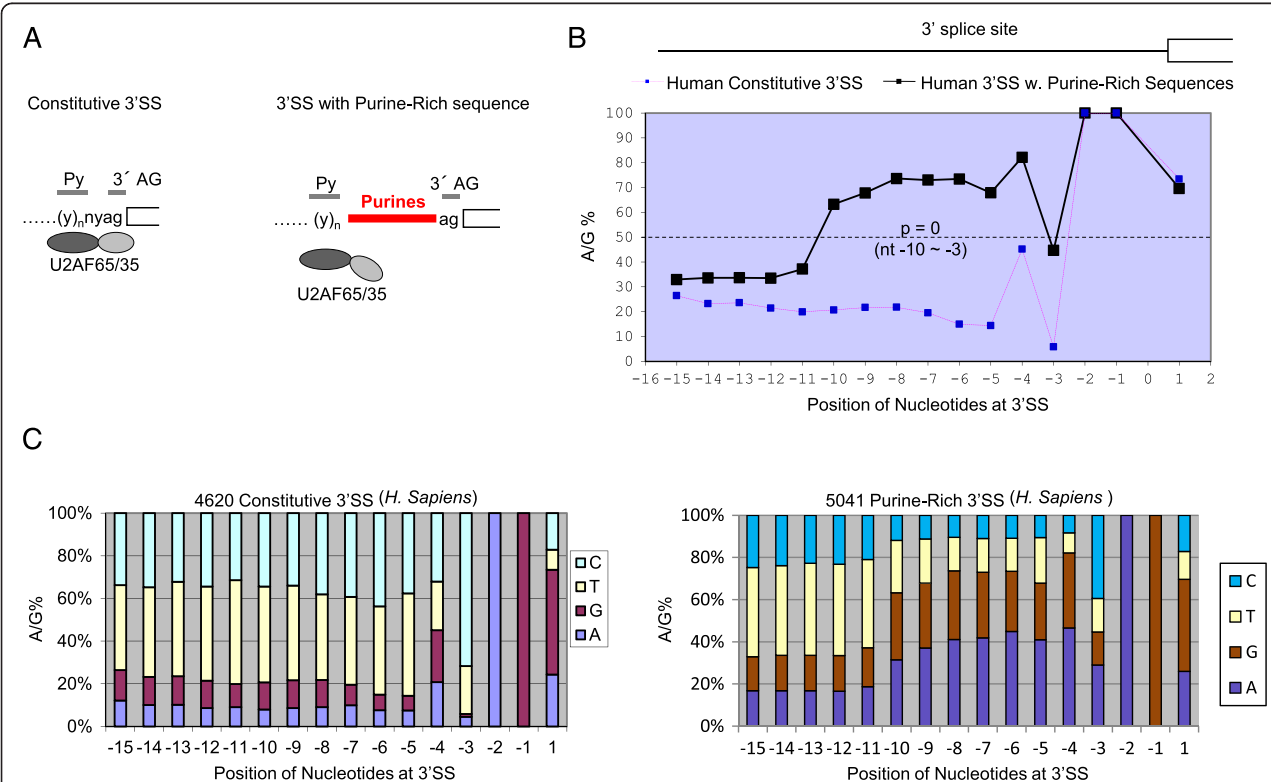 A
Constitutive 3'SS
3'SS with Purine-Rich sequence
Py
3´ AG
......(y)nnyag
U2AF65/35
Py
3´ AG
Purines
...... (y)n
ag
U2AF65/35
B
3' splice site
Human Constitutive 3'SS
Human 3'SS w. Purine-Rich Sequences
A/G %
100
90
80
70
60
50
40
30
20
10
0
p = 0
(nt -10 ~ -3)
-16 -15 -14 -13 -12 -11 -10 -9 -8 -7 -6 -5 -4 -3 -2 -1 0 1 2
Position of Nucleotides at 3'SS
C
4620 Constitutive 3'SS (H. Sapiens)
A/G%
100%
80%
60%
40%
20%
0%
-15 -14 -13 -12 -11 -10 -9 -8 -7 -6 -5 -4 -3 -2 -1 1
Position of Nucleotides at 3'SS
C
T
G
A
5041 Purine-Rich 3'SS (H. Sapiens )
A/G%
100%
80%
60%
40%
20%
0%
-15 -14 -13 -12 -11 -10 -9 -8 -7 -6 -5 -4 -3 -2 -1 1
Position of Nucleotides at 3'SS
C
T
G
A